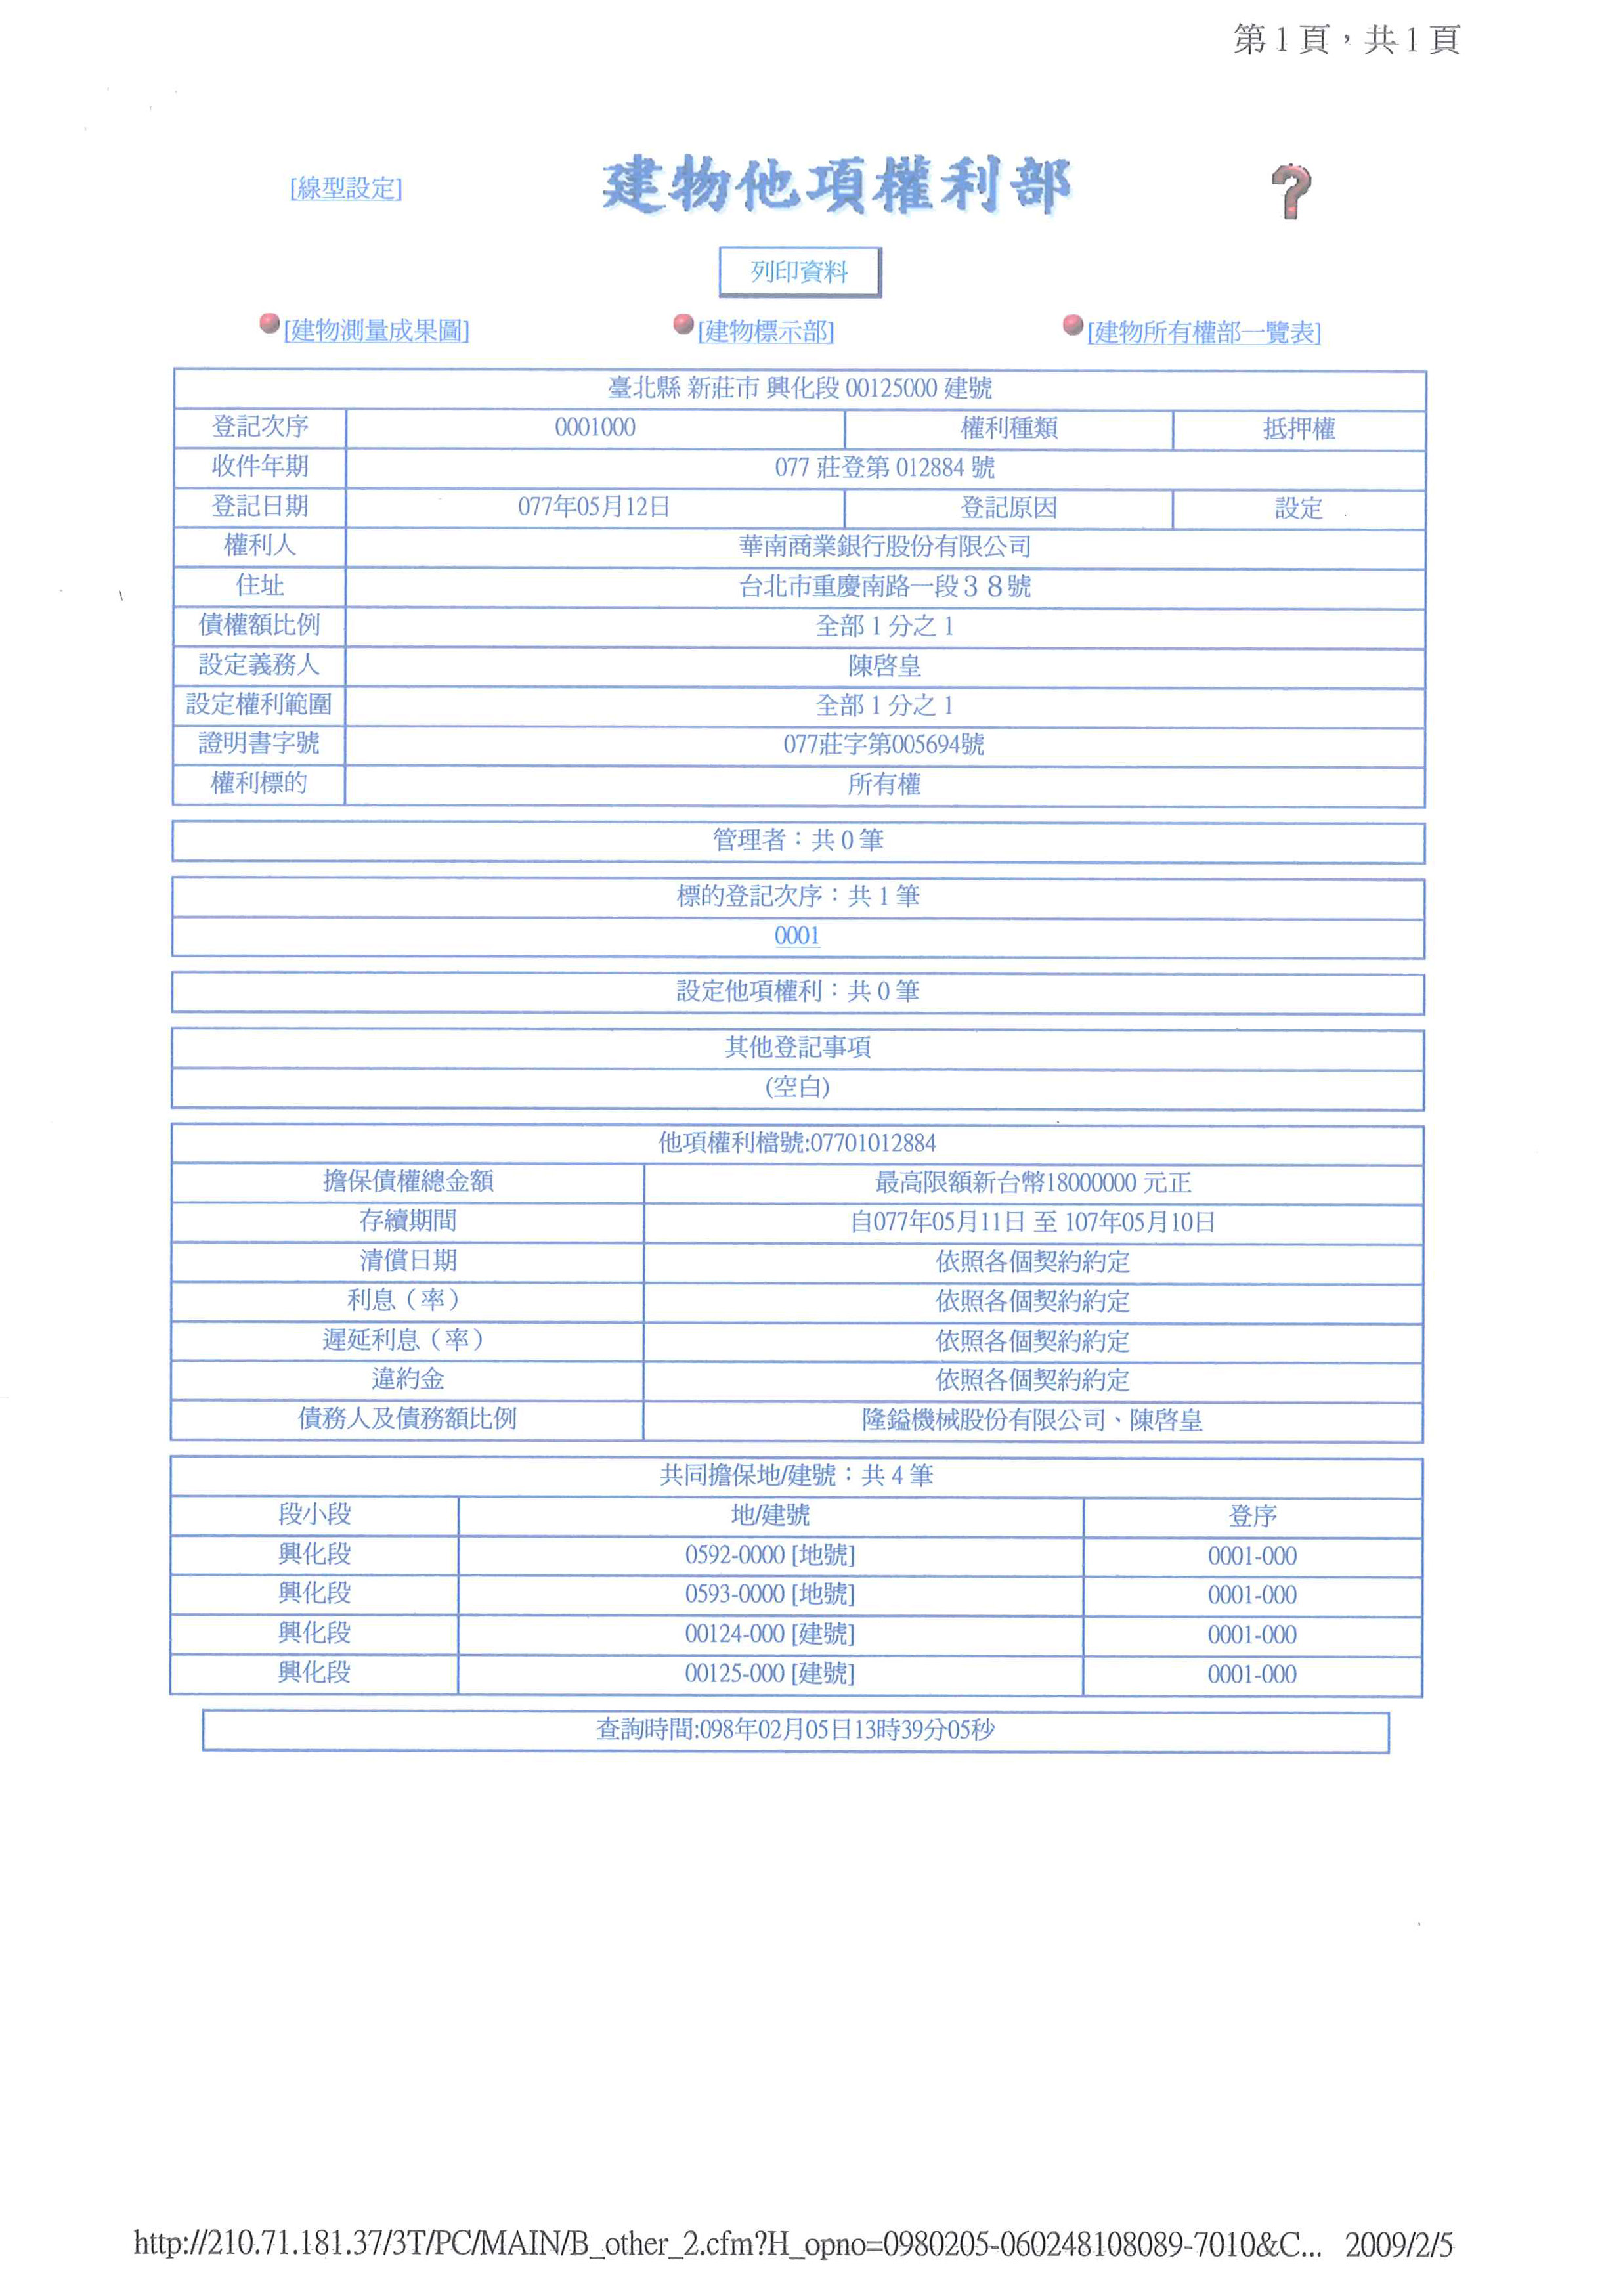 第1頁，共1頁
[線型設定] 建物他項權利部
列印資料
[建物測量成果圖] [建物標示部] [建物所有權部一覽表]
臺北縣 新莊市 興化段 00125000 建號
登記次序 0001000 權利種類 抵押權
收件年期 077 莊登第 012884 號
登記日期 077年05月12日 登記原因 設定
權利人 華南商業銀行股份有限公司
住址 台北市重慶南路一段３８號
債權額比例 全部 1 分之 1
設定義務人 陳啓皇
設定權利範圍 全部 1 分之 1
證明書字號 077莊字第005694號
權利標的 所有權
管理者：共 0 筆
標的登記次序：共 1 筆
0001
設定他項權利：共 0 筆
其他登記事項
(空白)
他項權利檔號:07701012884
擔保債權總金額 最高限額新台幣18000000 元正
存續期間 自077年05月11日 至 107年05月10日
清償日期 依照各個契約約定
利息（率） 依照各個契約約定
遲延利息（率） 依照各個契約約定
違約金 依照各個契約約定
債務人及債務額比例 隆鎰機械股份有限公司、陳啓皇
共同擔保地/建號：共 4 筆
段小段 地/建號 登序
興化段 0592-0000 [地號] 0001-000
興化段 0593-0000 [地號] 0001-000
興化段 00124-000 [建號] 0001-000
興化段 00125-000 [建號] 0001-000
查詢時間:098年02月05日13時39分05秒
http://210.71.181.37/3T/PC/MAIN/B_other_2.cfm?H_opno=0980205-060248108089-7010&C... 2009/2/5